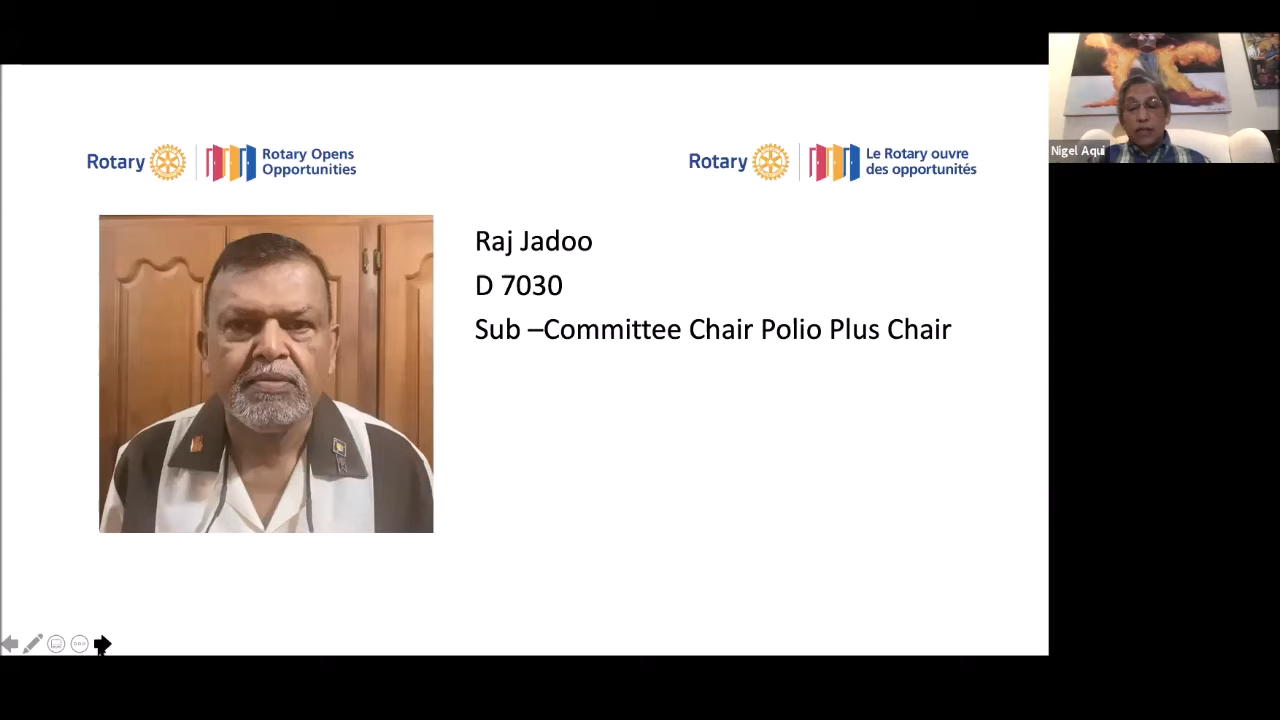 Rotary
Rotary Opens
Opportunities
Rotary
Le Rotary ouvre
des opportunités
Raj Jadoo
D 7030
Sub –Committee Chair Polio Plus Chair
Nigel Aqui